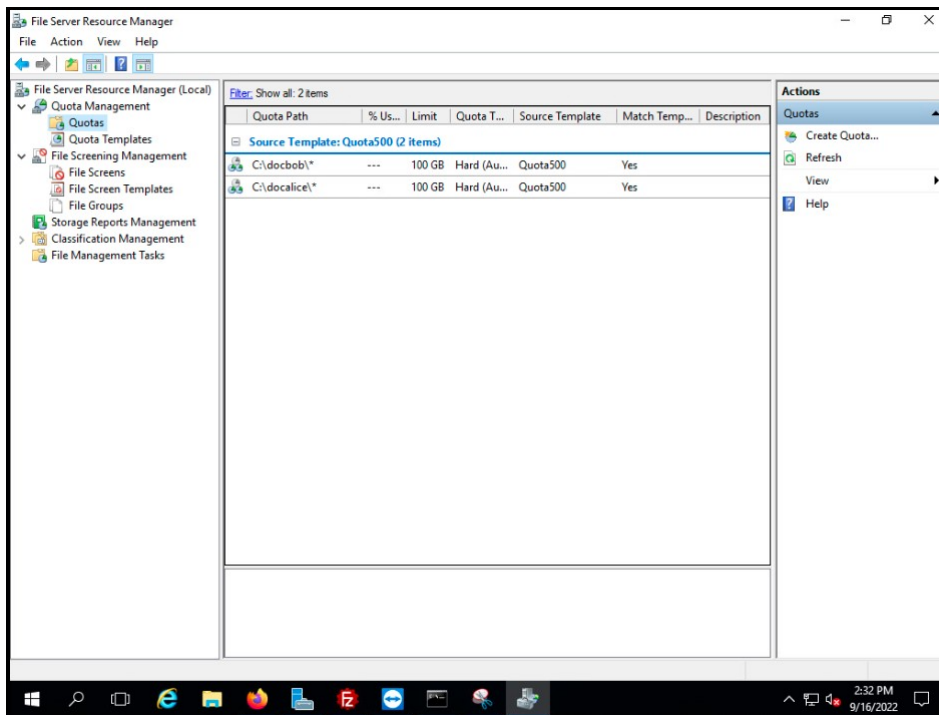 File Server Resource Manager
File Action View Help
File Server Resource Manager (Local)
Quota Management
Quotas
Quota Templates
File Screening Management
File Screens
File Screen Templates
File Groups
Storage Reports Management
Classification Management
File Management Tasks
Filter: Show all: 2 items
Quota Path % Us... Limit Quota T... Source Template Match Temp... Description
Source Template: Quota500 (2 items)
C:\docbob\* --- 100 GB Hard (Au... Quota500 Yes
C:\docalice\* --- 100 GB Hard (Au... Quota500 Yes
Actions
Quotas
Create Quota...
Refresh
View
Help
2:32 PM
9/16/2022